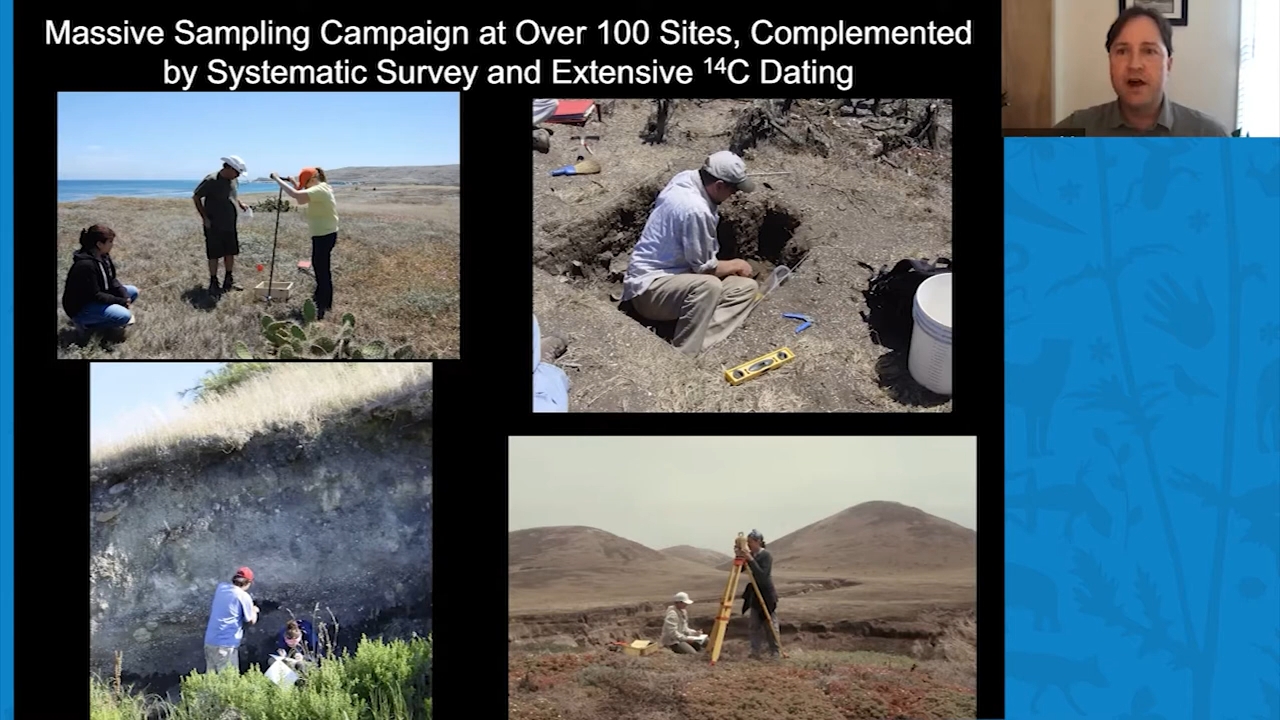 Massive Sampling Campaign at Over 100 Sites, Complemented
by Systematic Survey and Extensive ¹⁴C Dating